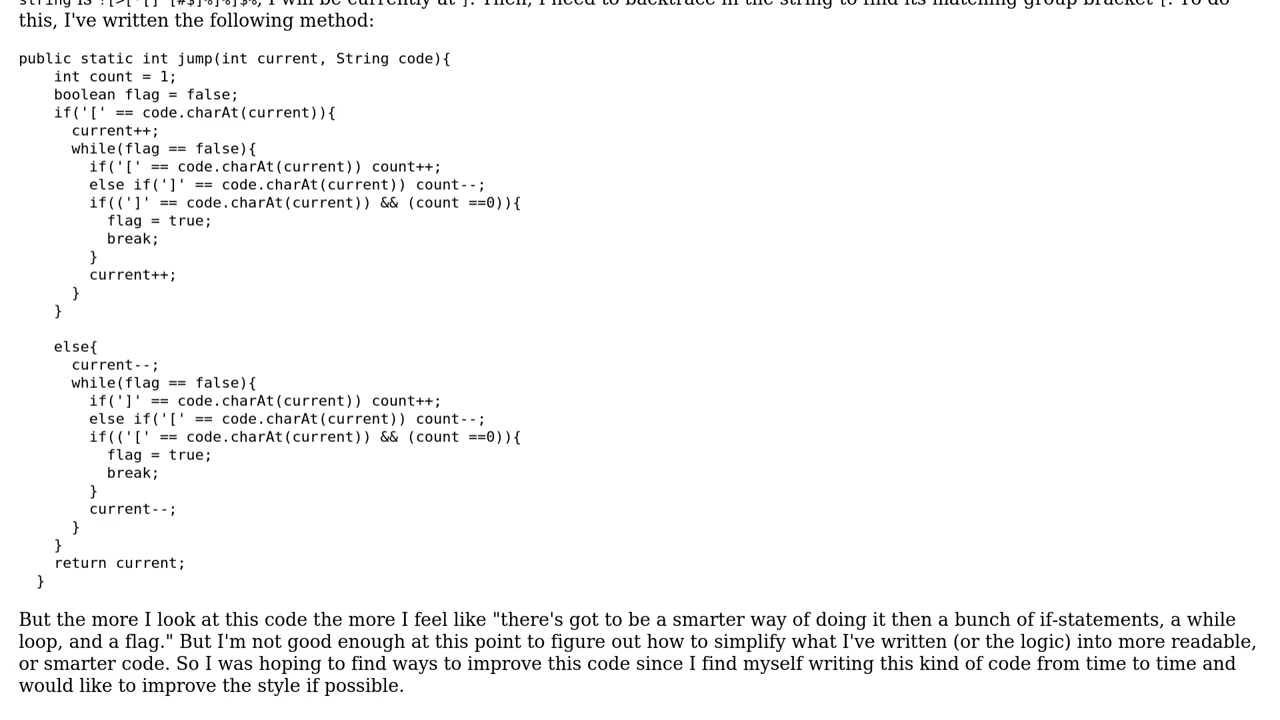 this, I've written the following method:
public static int jump(int current, String code){
    int count = 1;
    boolean flag = false;
    if('[' == code.charAt(current)){
      current++;
      while(flag == false){
        if('[' == code.charAt(current)) count++;
        else if(']' == code.charAt(current)) count--;
        if((']' == code.charAt(current)) && (count ==0)){
          flag = true;
          break;
        }
        current++;
      }
    }
    else{
      current--;
      while(flag == false){
        if(']' == code.charAt(current)) count++;
        else if('[' == code.charAt(current)) count--;
        if(('[' == code.charAt(current)) && (count ==0)){
          flag = true;
          break;
        }
        current--;
      }
    }
    return current;
  }
But the more I look at this code the more I feel like "there's got to be a smarter way of doing it then a bunch of if-statements, a while
loop, and a flag." But I'm not good enough at this point to figure out how to simplify what I've written (or the logic) into more readable,
or smarter code. So I was hoping to find ways to improve this code since I find myself writing this kind of code from time to time and
would like to improve the style if possible.